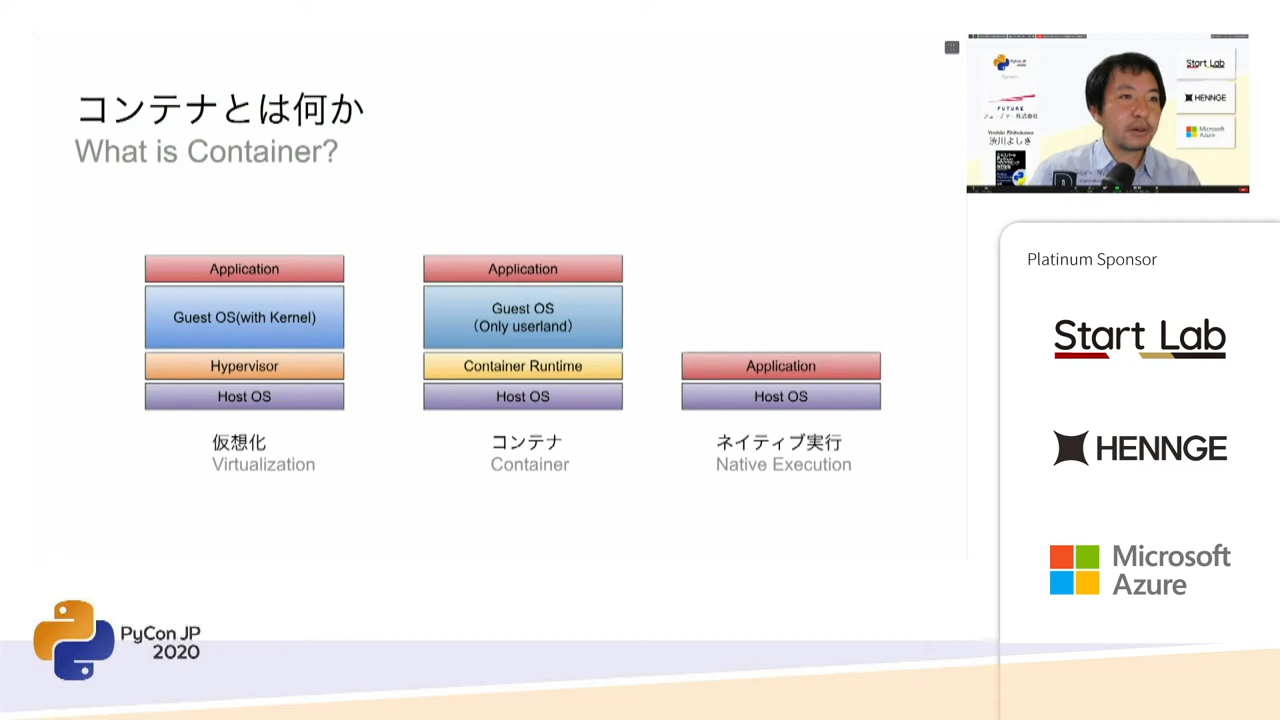 コンテナとは何か
What is Container?
Application
Guest OS(with Kernel)
Hypervisor
Host OS
仮想化
Virtualization
Application
Guest OS
（Only userland）
Container Runtime
Host OS
コンテナ
Container
Application
Host OS
ネイティブ実行
Native Execution
PyCon JP
2020
FUTURE
フューチャー株式会社
渋川よしき
Start Lab
HENNGE
Microsoft
Azure
Platinum Sponsor
Start Lab
HENNGE
Microsoft
Azure
PyCon JP
2020